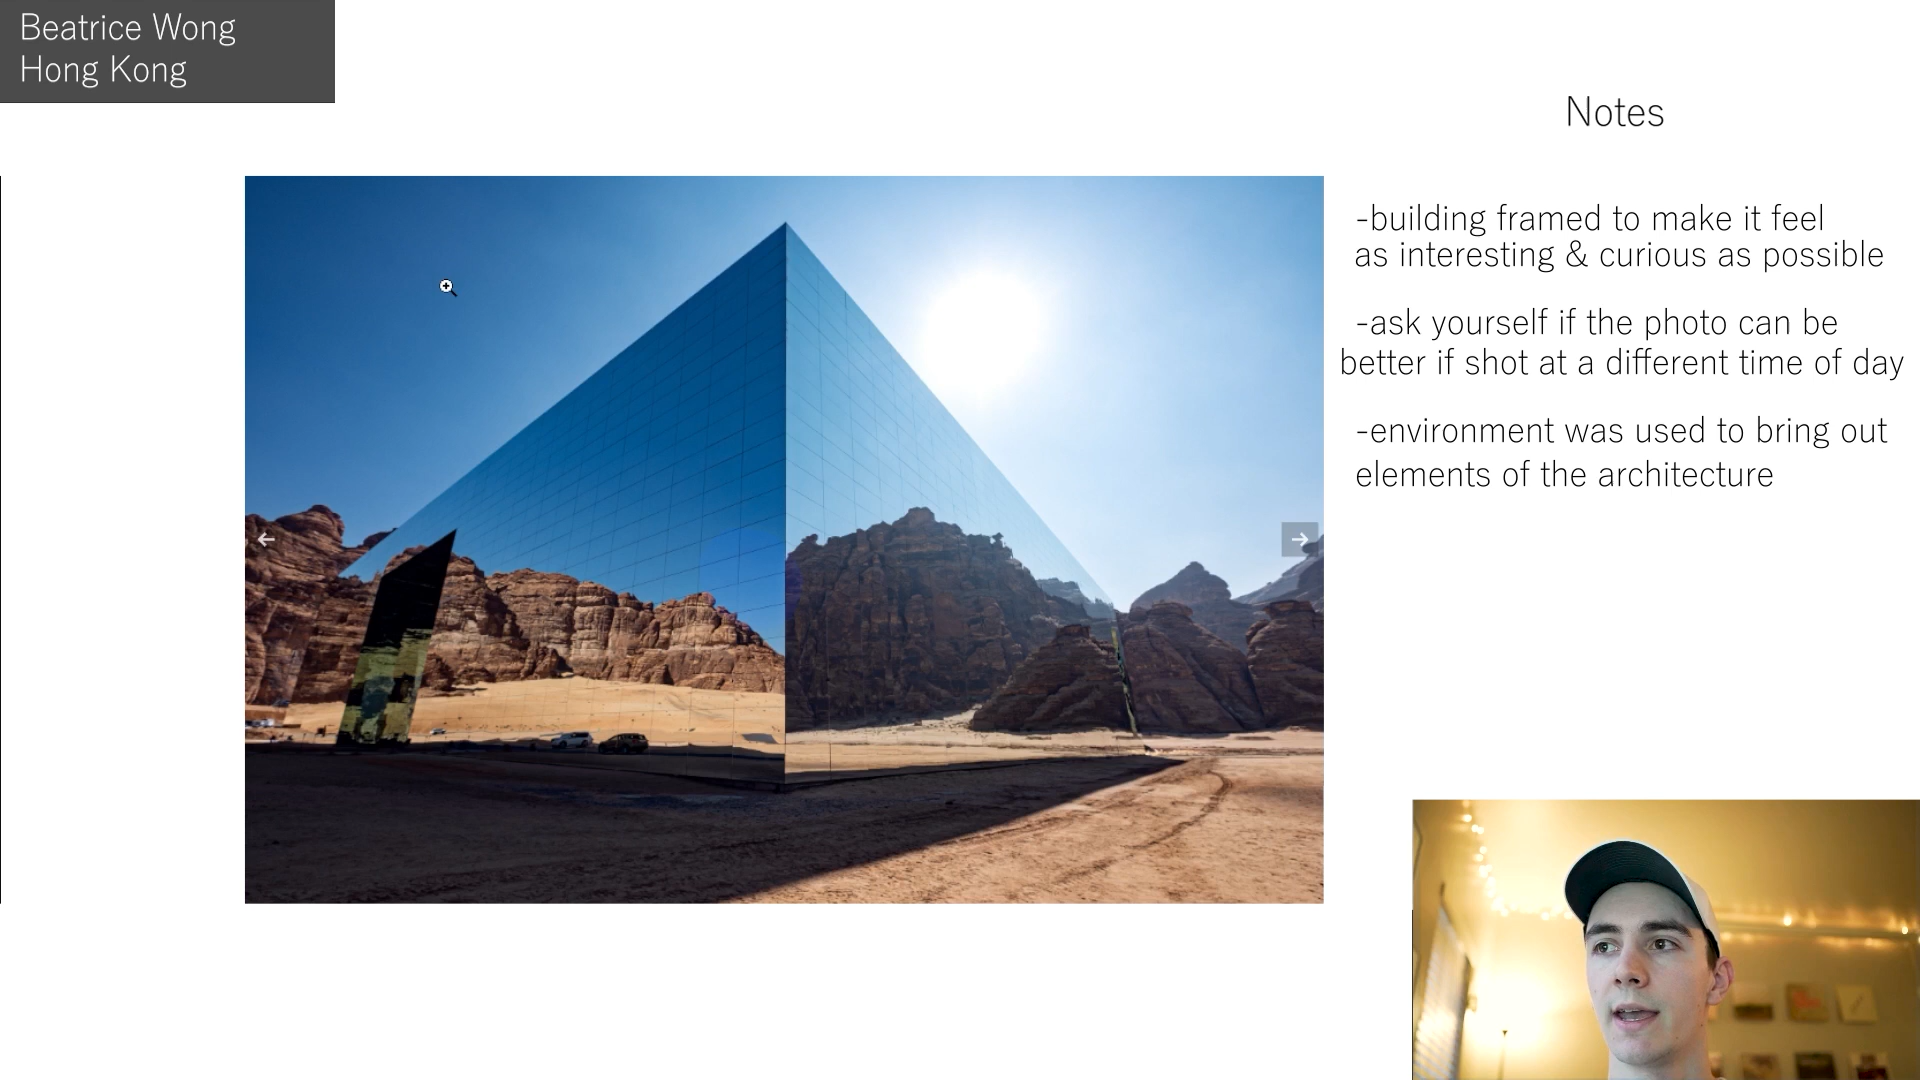 Beatrice Wong
Hong Kong
Notes
-building framed to make it feel
as interesting & curious as possible
-ask yourself if the photo can be
better if shot at a different time of day
-environment was used to bring out
elements of the architecture